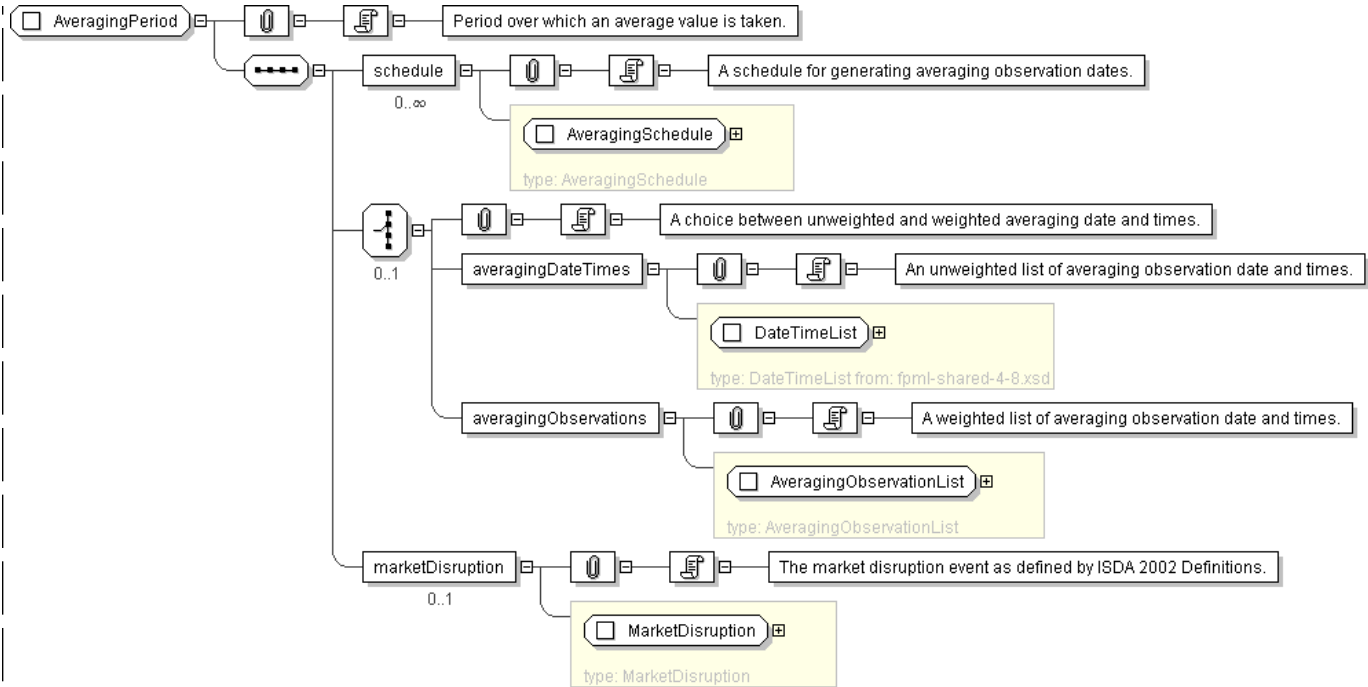 AveragingPeriod
Period over which an average value is taken.
schedule
A schedule for generating averaging observation dates.
0..∞
AveragingSchedule
type: AveragingSchedule
A choice between unweighted and weighted averaging date and times.
0..1
averagingDateTimes
An unweighted list of averaging observation date and times.
DateTimeList
type: DateTimeList from: fpml-shared-4-8.xsd
averagingObservations
A weighted list of averaging observation date and times.
AveragingObservationList
type: AveragingObservationList
marketDisruption
The market disruption event as defined by ISDA 2002 Definitions.
0..1
MarketDisruption
type: MarketDisruption